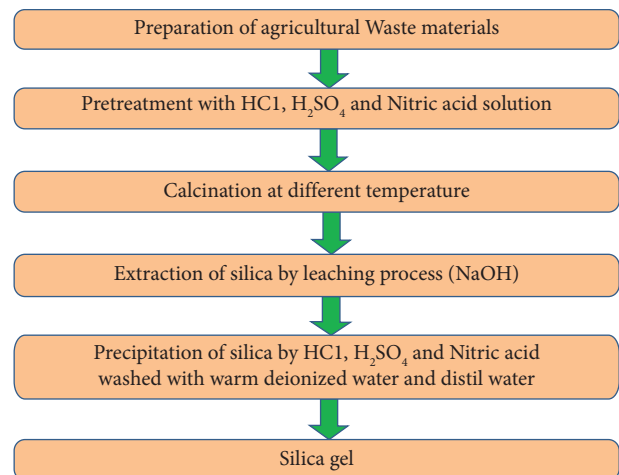 Preparation of agricultural Waste materials
Pretreatment with HC1, H₂SO₄ and Nitric acid solution
Calcination at different temperature
Extraction of silica by leaching process (NaOH)
Precipitation of silica by HC1, H₂SO₄ and Nitric acid
washed with warm deionized water and distil water
Silica gel